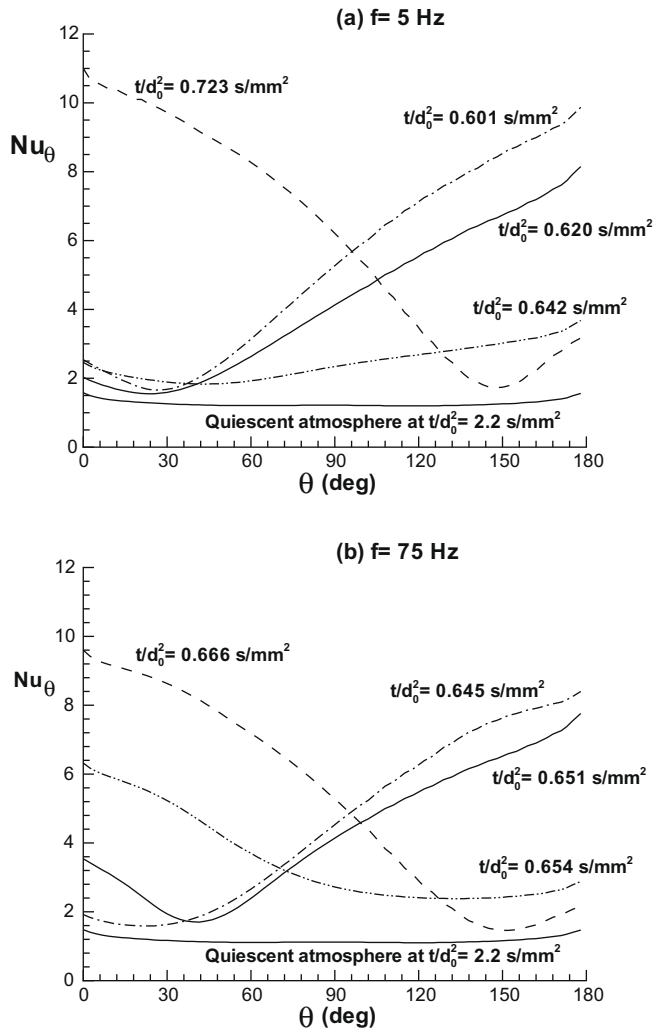 (a) f= 5 Hz
12
t/d₀²= 0.723 s/mm²
10
t/d₀²= 0.601 s/mm²
Nuθ
8
t/d₀²= 0.620 s/mm²
6
t/d₀²= 0.642 s/mm²
4
2
Quiescent atmosphere at t/d₀²= 2.2 s/mm²
0
0 30 60 90 120 150 180
θ (deg)
(b) f= 75 Hz
12
10
t/d₀²= 0.666 s/mm²
Nuθ
t/d₀²= 0.645 s/mm²
8
t/d₀²= 0.651 s/mm²
6
4
t/d₀²= 0.654 s/mm²
2
Quiescent atmosphere at t/d₀²= 2.2 s/mm²
0
0 30 60 90 120 150 180
θ (deg)